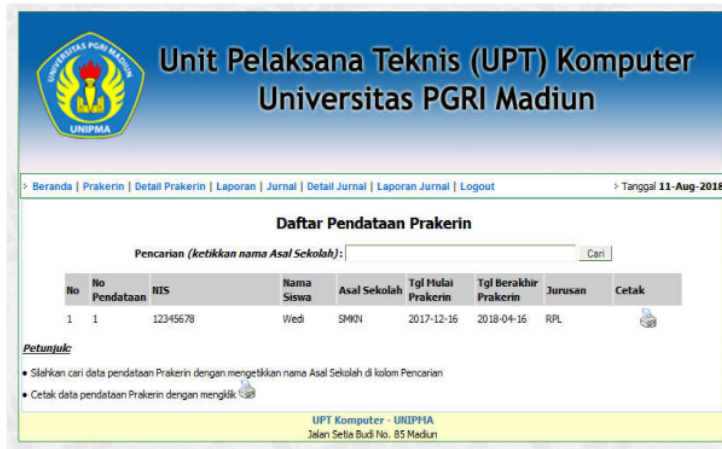 UNIVERSITAS PGRI MADIUN
UNIPMA
Unit Pelaksana Teknis (UPT) Komputer
Universitas PGRI Madiun
> Beranda | Prakerin | Detail Prakerin | Laporan | Jurnal | Detail Jurnal | Laporan Jurnal | Logout > Tanggal 11-Aug-2018
Daftar Pendataan Prakerin
Pencarian (ketikkan nama Asal Sekolah): Cari
No No Pendataan NIS Nama Siswa Asal Sekolah Tgl Mulai Prakerin Tgl Berakhir Prakerin Jurusan Cetak
1 1 12345678 Wedi SMKN 2017-12-16 2018-04-16 RPL
Petunjuk:
• Silahkan cari data pendataan Prakerin dengan mengetikkan nama Asal Sekolah di kolom Pencarian
• Cetak data pendataan Prakerin dengan mengklik
UPT Komputer - UNIPMA
Jalan Setia Budi No. 85 Madiun